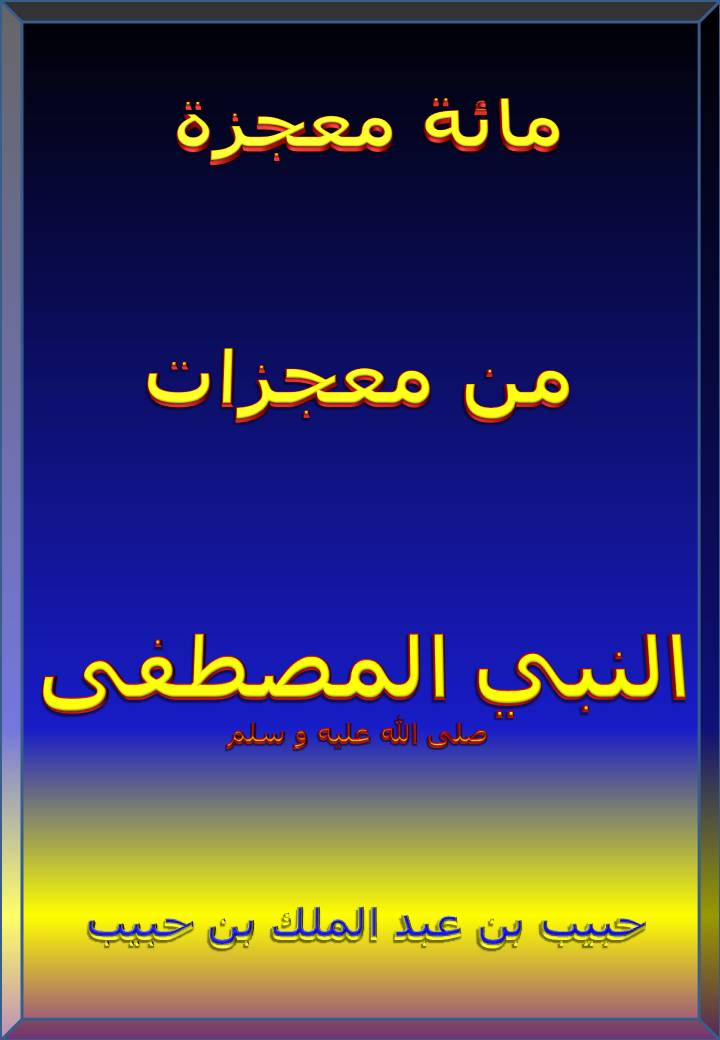 مائة معجزة
من معجزات
النبي المصطفى
صلى الله عليه و سلم
حبيب بن عبد الملك بن حبيب